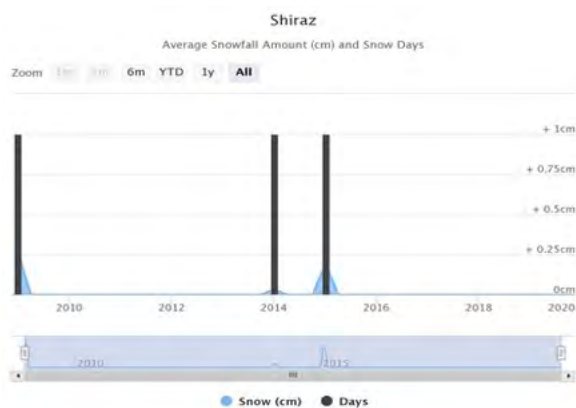 Shiraz
Average Snowfall Amount (cm) and Snow Days
Zoom 6m YTD 1y All
+ 1cm
+ 0,75cm
+ 0.5cm
+ 0.25cm
0cm
2010 2012 2014 2016 2018 2020
2010 2015
Snow (cm) Days